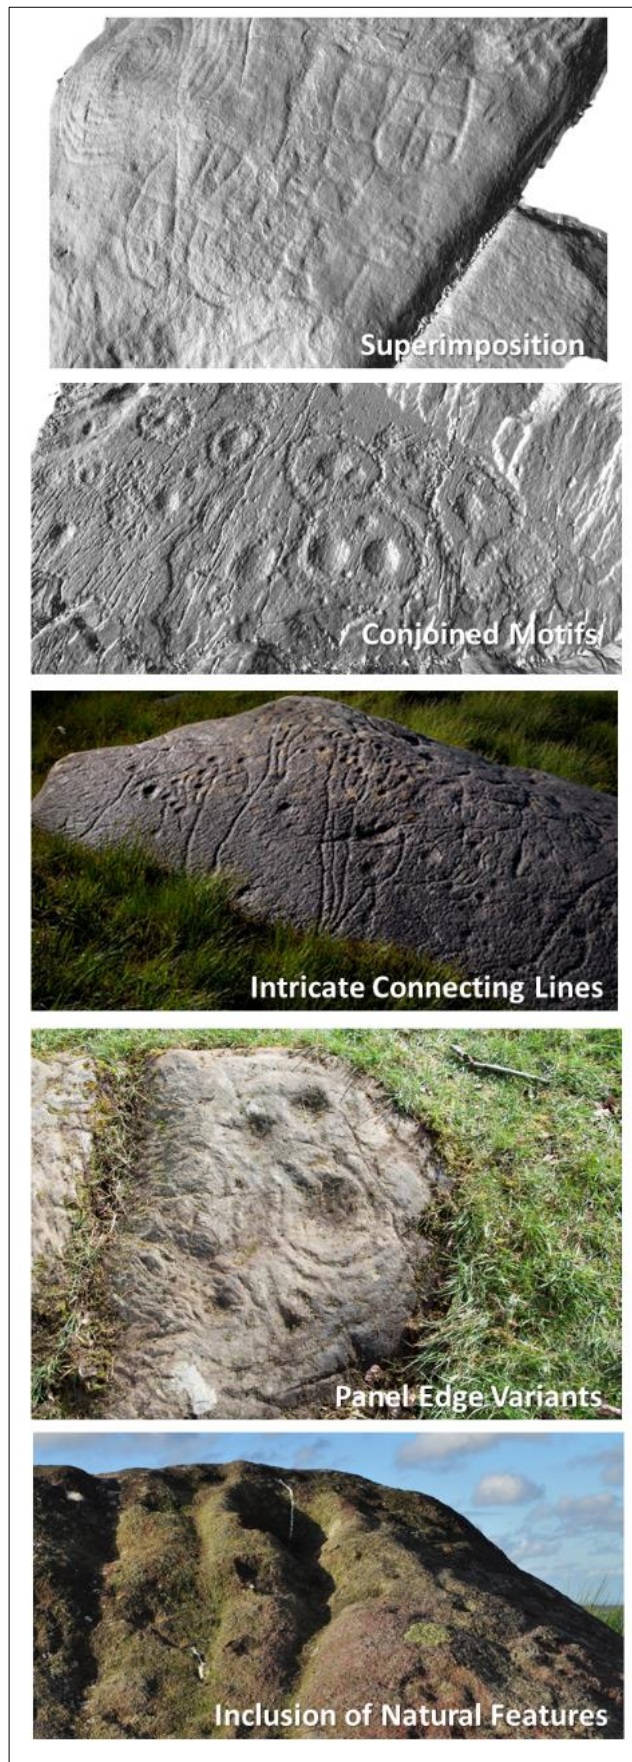 Superimposition
Conjoined Motifs
Intricate Connecting Lines
Panel Edge Variants
Inclusion of Natural Features